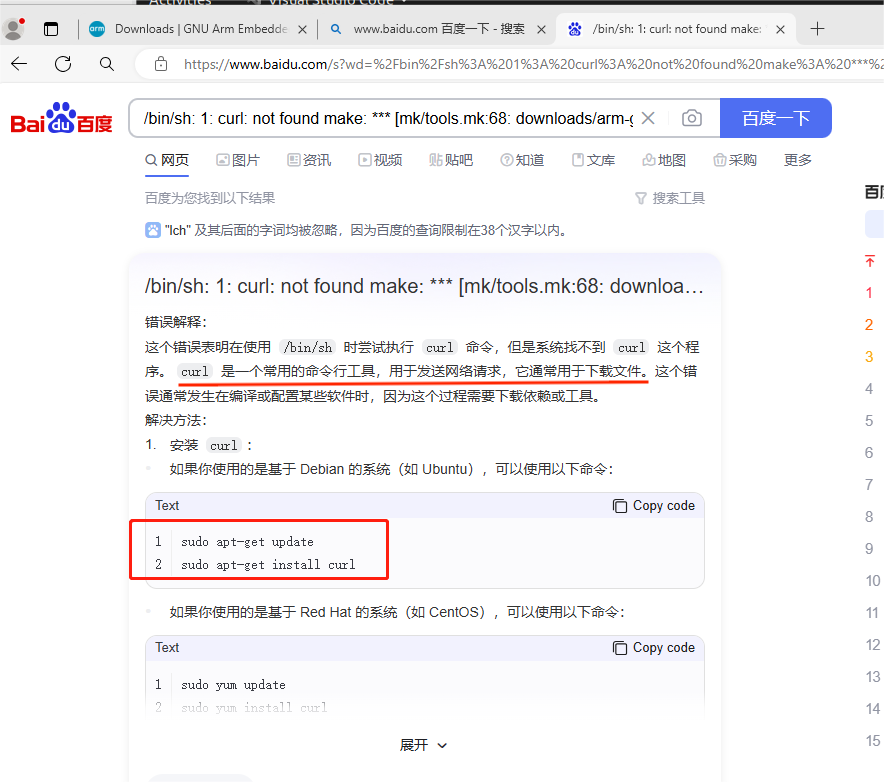 Activities
Visual Studio Code
Downloads | GNU Arm Embedde
www.baidu.com 百度一下 - 搜索
/bin/sh: 1: curl: not found make:
https://www.baidu.com/s?wd=%2Fbin%2Fsh%3A%201%3A%20curl%3A%20not%20found%20make%3A%20***%2
Bai du 百度
/bin/sh: 1: curl: not found make: *** [mk/tools.mk:68: downloads/arm-g
百度一下
网页 图片 资讯 视频 贴吧 知道 文库 地图 采购 更多
百度为您找到以下结果
搜索工具
"lch" 及其后面的字词均被忽略，因为百度的查询限制在38个汉字以内。
/bin/sh: 1: curl: not found make: *** [mk/tools.mk:68: downloa...
错误解释：
这个错误表明在使用 /bin/sh 时尝试执行 curl 命令，但是系统找不到 curl 这个程
序。 curl 是一个常用的命令行工具，用于发送网络请求，它通常用于下载文件。这个错
误通常发生在编译或配置某些软件时，因为这个过程需要下载依赖或工具。
解决方法：
1. 安装 curl ：
如果你使用的是基于 Debian 的系统（如 Ubuntu），可以使用以下命令：
Text
Copy code
1 sudo apt-get update
2 sudo apt-get install curl
如果你使用的是基于 Red Hat 的系统（如 CentOS），可以使用以下命令：
Text
Copy code
1 sudo yum update
2 sudo yum install curl
展开
arm
1
2
3
4
5
6
7
8
9
10
11
12
13
14
15